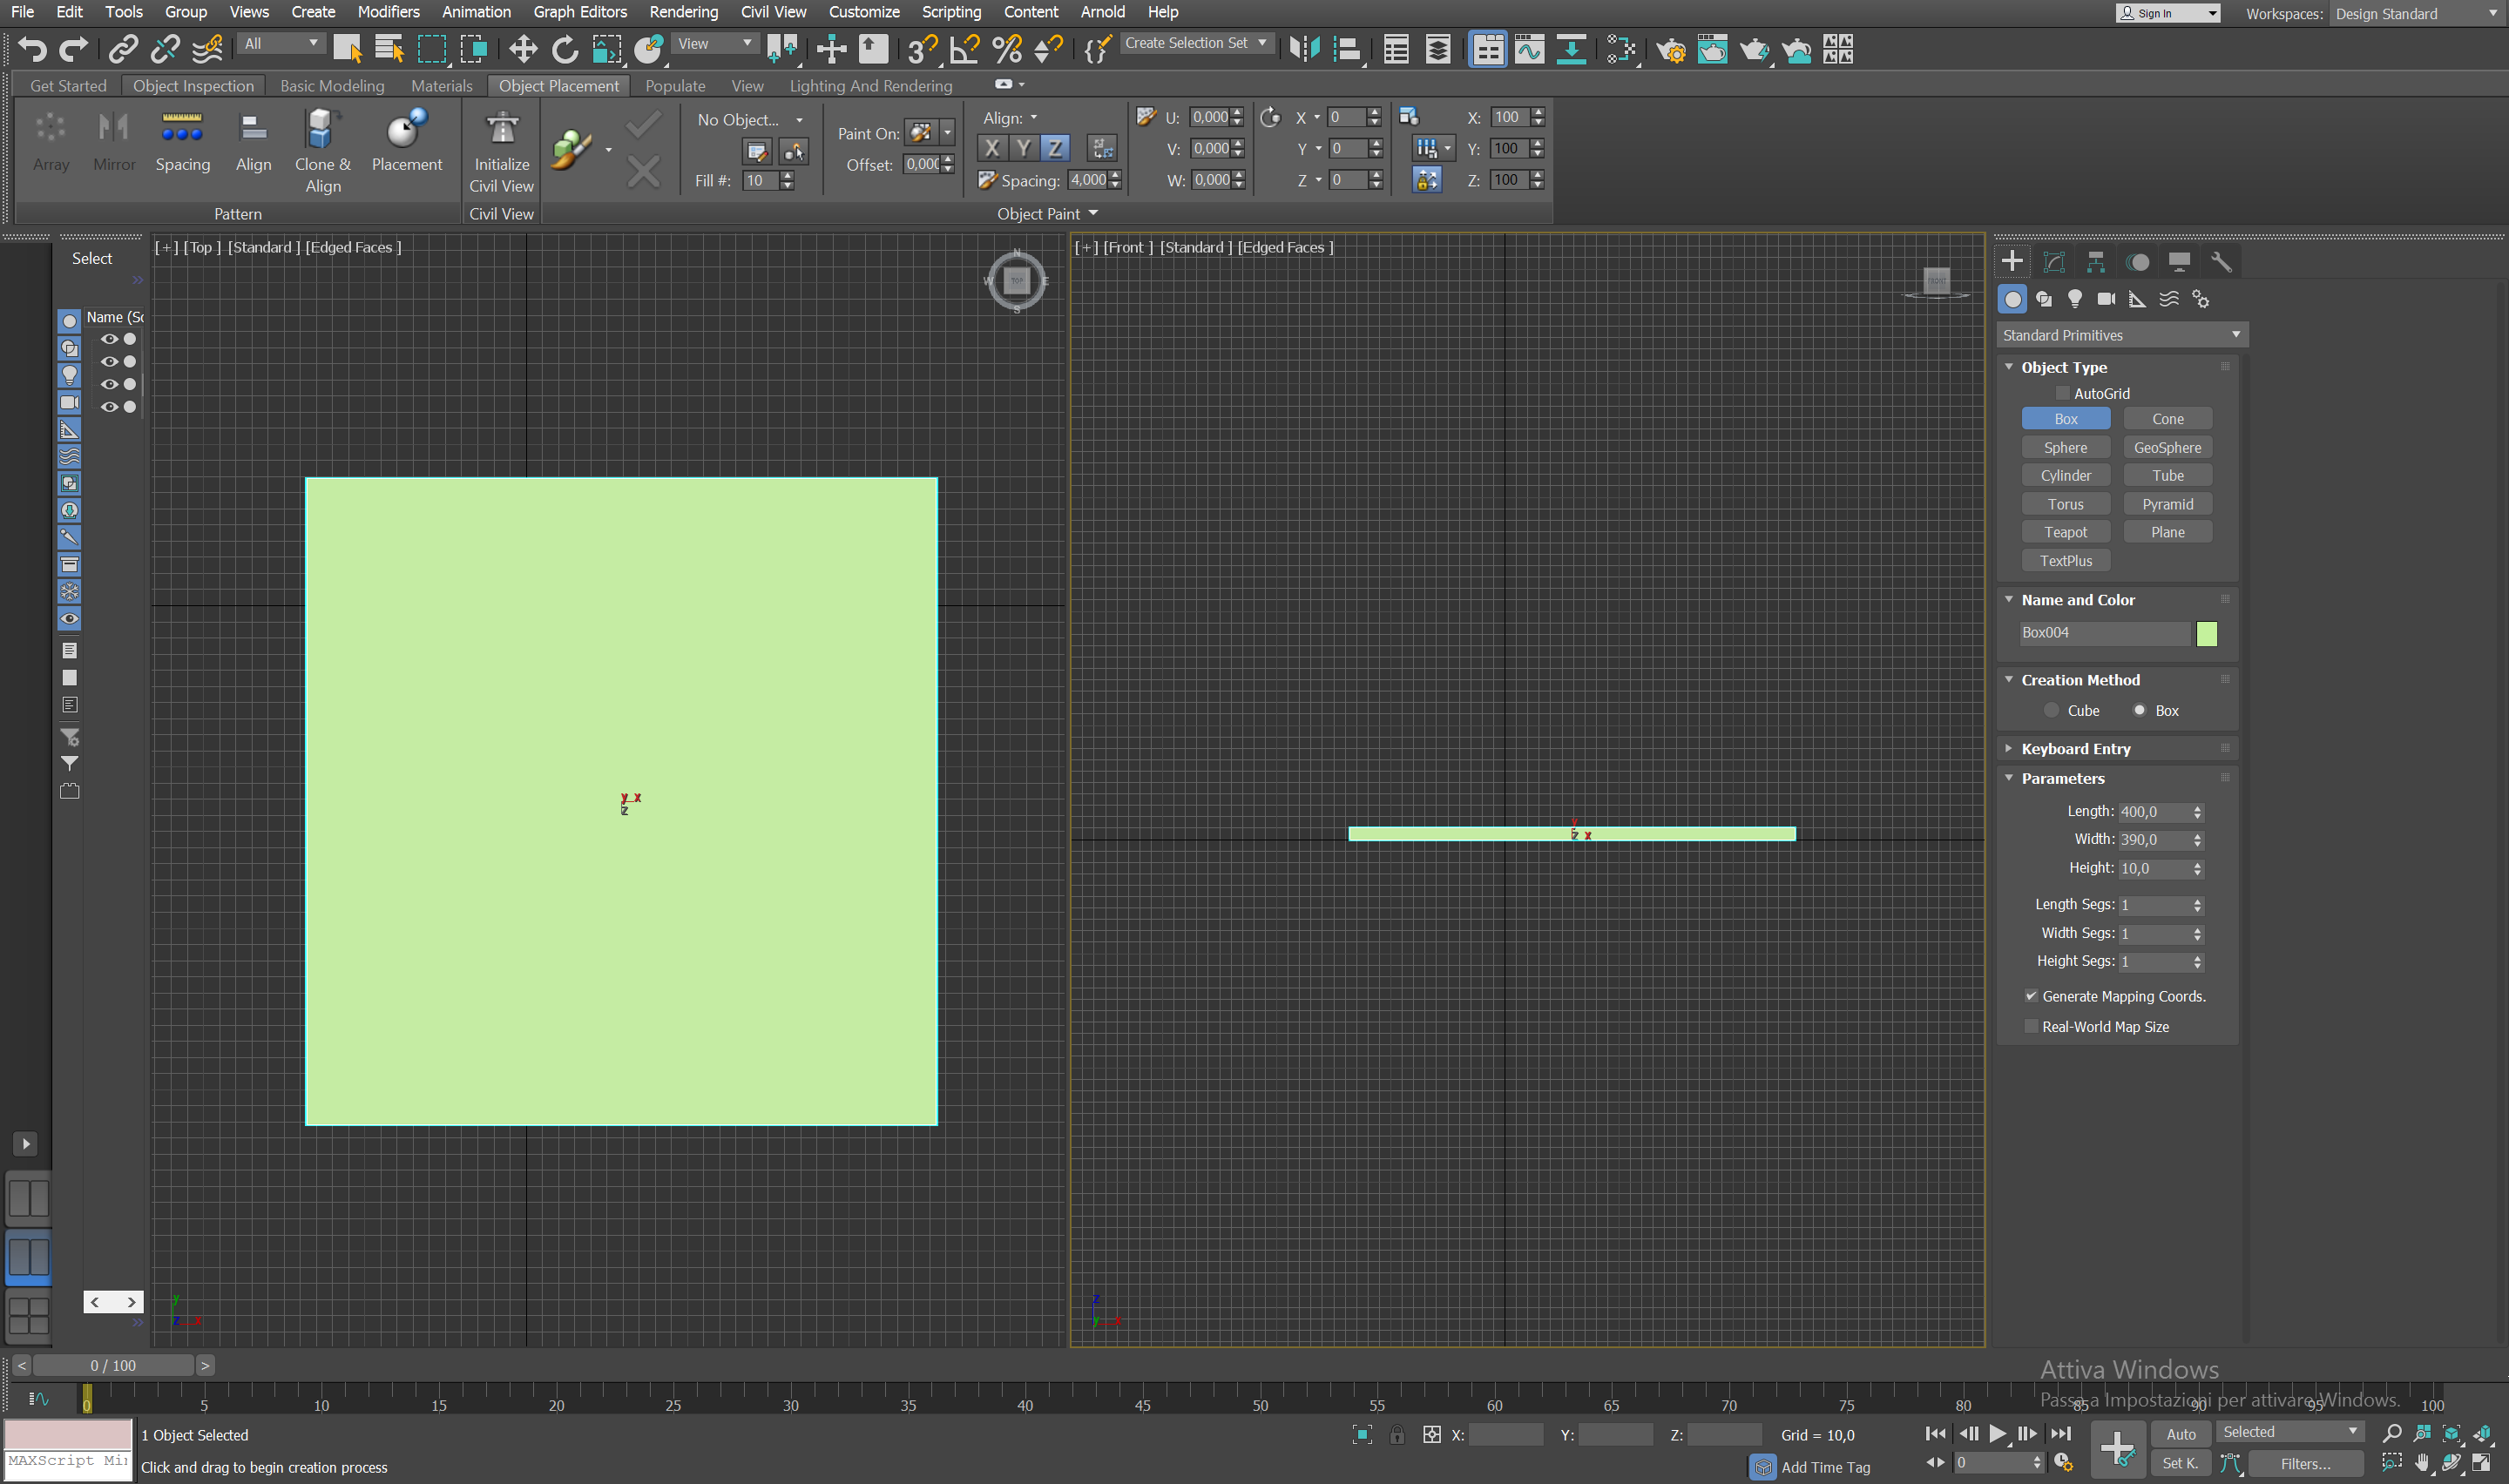 File Edit Tools Group Views Create Modifiers Animation Graph Editors Rendering Civil View Customize Scripting Content Arnold Help
Sign In Workspaces: Design Standard
All View Create Selection Set
Get Started Object Inspection Basic Modeling Materials Object Placement Populate View Lighting And Rendering
No Object... Align: U: 0,000 X 0 X: 100
Paint On: X Y Z V: 0,000 Y 0 Y: 100
Array Mirror Spacing Align Clone & Align Placement Initialize Civil View Offset: 0,000
Fill #: 10 Spacing: 4,000 W: 0,000 Z 0 Z: 100
Pattern Civil View Object Paint
Select
Name (Sc
[+] [Top ] [Standard ] [Edged Faces ]
N
W TOP E
S
y x
z
y
z x
[+] [Front ] [Standard ] [Edged Faces ]
FRONT
y
z x
z
y x
Standard Primitives
Object Type
AutoGrid
Box Cone
Sphere GeoSphere
Cylinder Tube
Torus Pyramid
Teapot Plane
TextPlus
Name and Color
Box004
Creation Method
Cube Box
Keyboard Entry
Parameters
Length: 400,0
Width: 390,0
Height: 10,0
Length Segs: 1
Width Segs: 1
Height Segs: 1
Generate Mapping Coords.
Real-World Map Size
< 0 / 100 >
Attiva Windows
Passa a Impostazioni per attivare Windows.
0 5 10 15 20 25 30 35 40 45 50 55 60 65 70 75 80 85 90 95 100
1 Object Selected X: Y: Z: Grid = 10,0 Auto Selected
MAXScript Mi
Click and drag to begin creation process Add Time Tag 0 Set K. Filters...